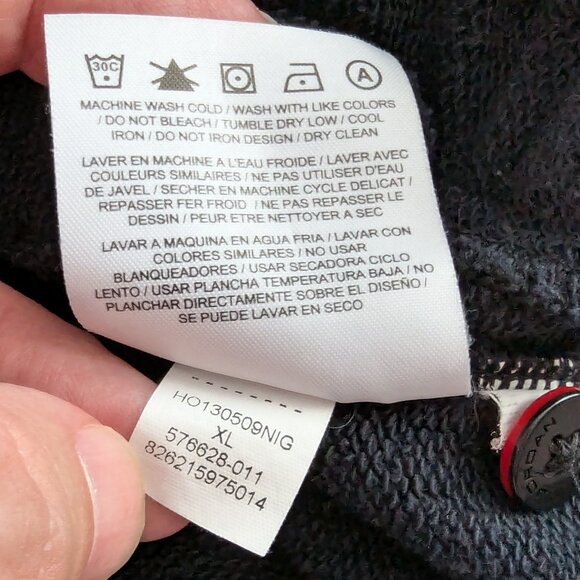 30C
A
MACHINE WASH COLD / WASH WITH LIKE COLORS
/ DO NOT BLEACH / TUMBLE DRY LOW / COOL
IRON / DO NOT IRON DESIGN / DRY CLEAN
LAVER EN MACHINE A L'EAU FROIDE / LAVER AVEC
COULEURS SIMILAIRES / NE PAS UTILISER D'EAU
DE JAVEL / SECHER EN MACHINE CYCLE DELICAT /
REPASSER FER FROID / NE PAS REPASSER LE
DESSIN / PEUR ETRE NETTOYER A SEC
LAVAR A MAQUINA EN AGUA FRIA / LAVAR CON
COLORES SIMILARES / NO USAR
BLANQUEADORES / USAR SECADORA CICLO
LENTO / USAR PLANCHA TEMPERATURA BAJA / NO
PLANCHAR DIRECTAMENTE SOBRE EL DISEÑO /
SE PUEDE LAVAR EN SECO
HO130509NIG
XL
576628-011
826215975014
JORDAN